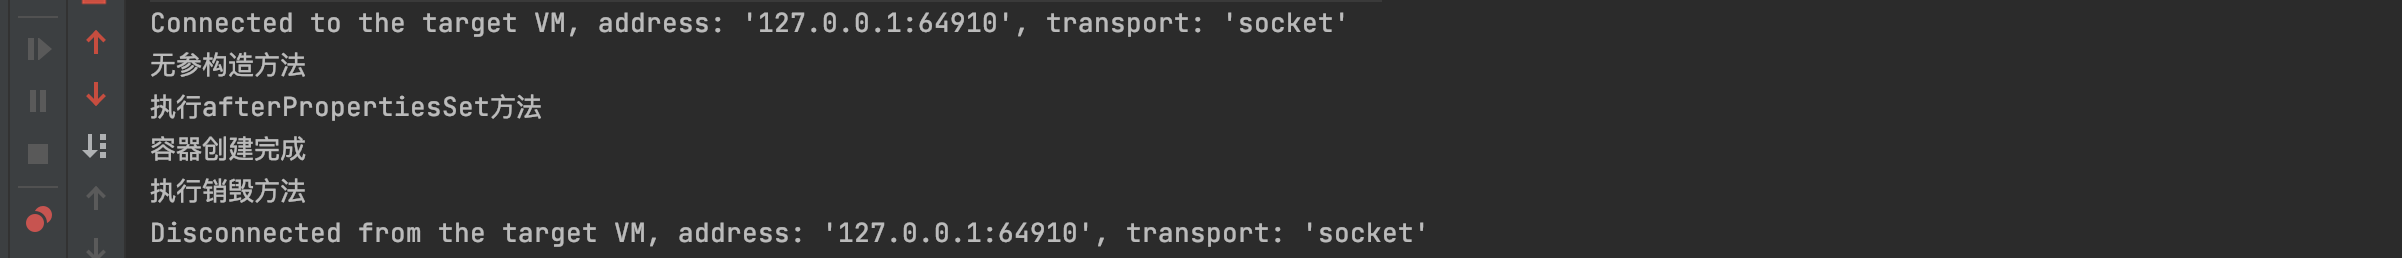 Connected to the target VM, address: '127.0.0.1:64910', transport: 'socket'
无参构造方法
执行afterPropertiesSet方法
容器创建完成
执行销毁方法
Disconnected from the target VM, address: '127.0.0.1:64910', transport: 'socket'